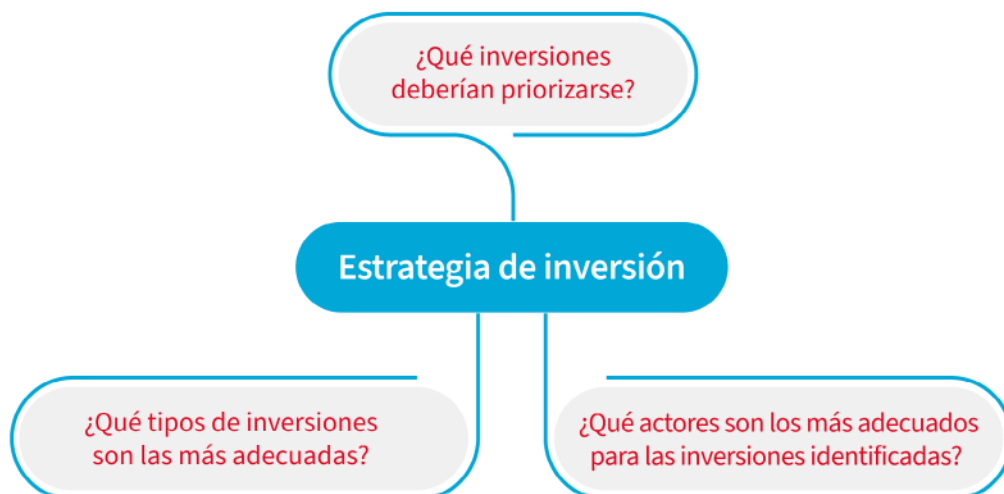 ¿Qué inversiones
deberían priorizarse?
Estrategia de inversión
¿Qué tipos de inversiones
son las más adecuadas?
¿Qué actores son los más adecuados
para las inversiones identificadas?